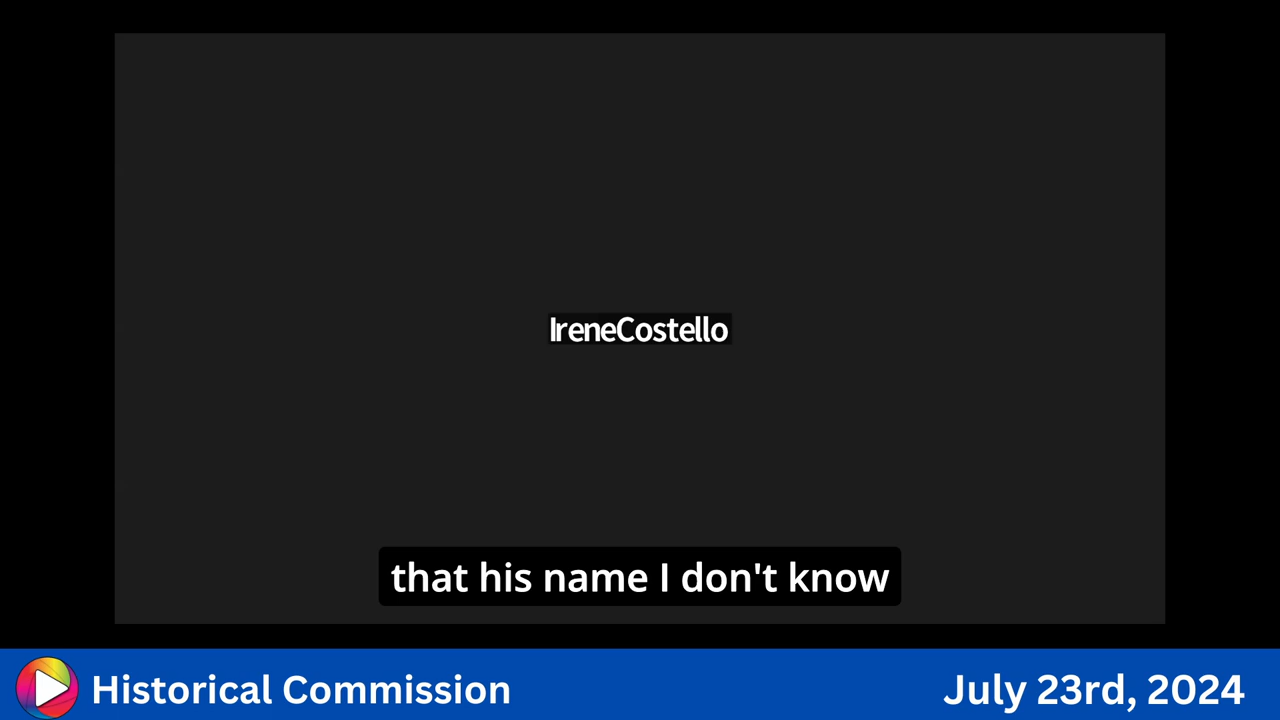 IreneCostello
that his name I don't know
Historical Commission
July 23rd, 2024